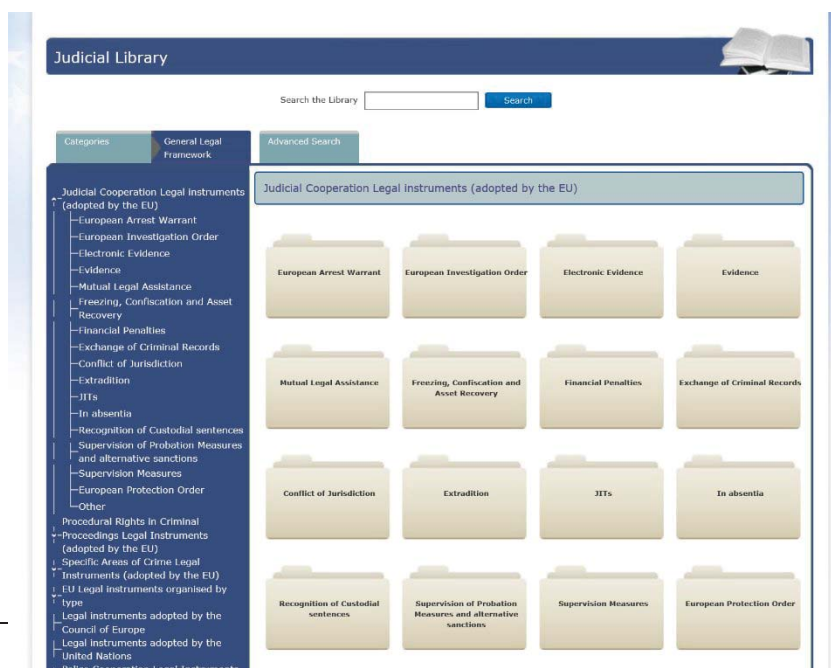 Judicial Library
Search the Library
Search
Categories
General Legal
Framework
Advanced Search
Judicial Cooperation Legal instruments
(adopted by the EU)
European Arrest Warrant
European Investigation Order
Electronic Evidence
Evidence
Mutual Legal Assistance
Freezing, Confiscation and Asset
Recovery
Financial Penalties
Exchange of Criminal Records
Conflict of Jurisdiction
Extradition
JITs
In absentia
Recognition of Custodial sentences
Supervision of Probation Measures
and alternative sanctions
Supervision Measures
European Protection Order
Other
Procedural Rights in Criminal
Proceedings Legal Instruments
(adopted by the EU)
Specific Areas of Crime Legal
Instruments (adopted by the EU)
EU Legal instruments organised by
type
Legal instruments adopted by the
Council of Europe
Legal instruments adopted by the
United Nations
Judicial Cooperation Legal instruments (adopted by the EU)
European Arrest Warrant
European Investigation Order
Electronic Evidence
Evidence
Mutual Legal Assistance
Freezing, Confiscation and
Asset Recovery
Financial Penalties
Exchange of Criminal Records
Conflict of Jurisdiction
Extradition
JITs
In absentia
Recognition of Custodial
sentences
Supervision of Probation
Measures and alternative
sanctions
Supervision Measures
European Protection Order